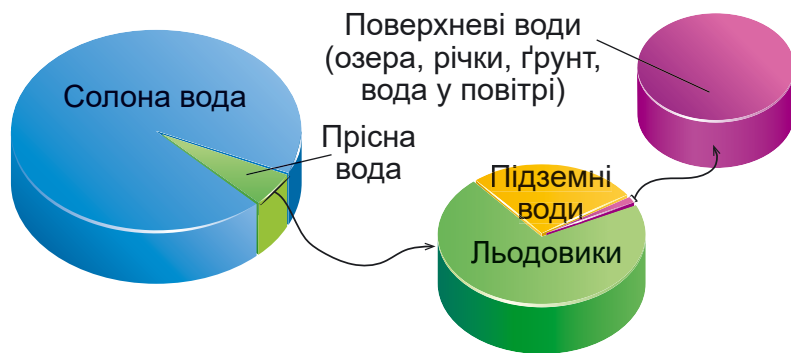 Солона вода
Прісна
вода
Поверхневі води
(озера, річки, ґрунт,
вода у повітрі)
Підземні
води
Льодовики